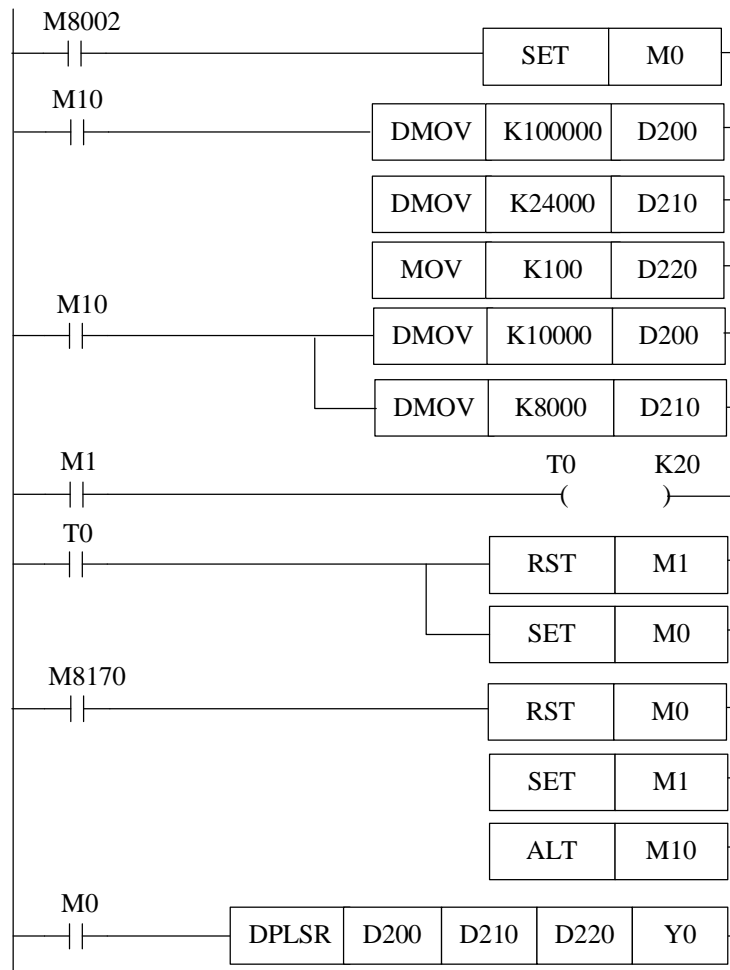 M8002
SET M0
M10
DMOV K100000 D200
DMOV K24000 D210
MOV K100 D220
M10
DMOV K10000 D200
DMOV K8000 D210
M1
T0 K20
( )
T0
RST M1
SET M0
M8170
RST M0
SET M1
ALT M10
M0
DPLSR D200 D210 D220 Y0